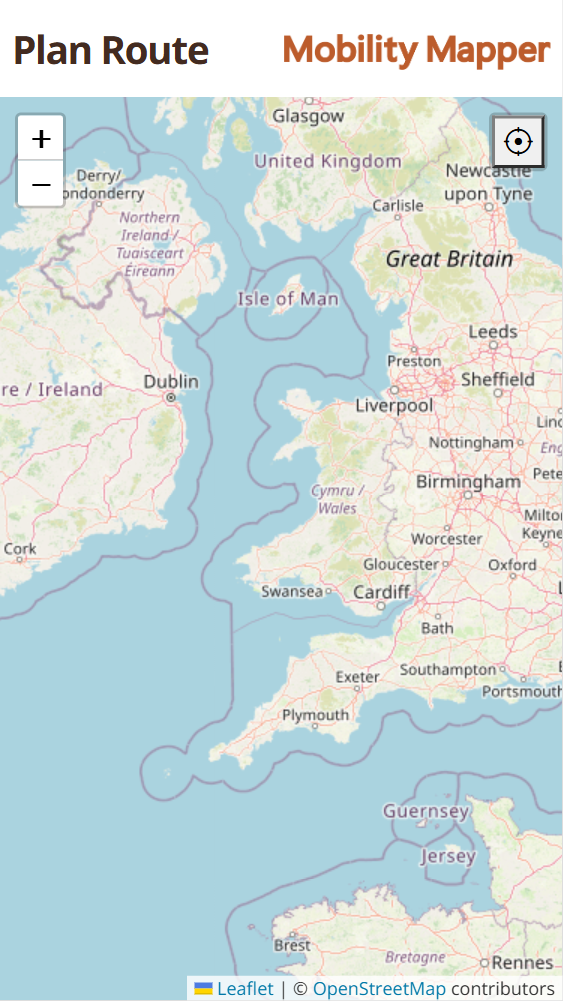 Plan Route
Mobility Mapper
+
−
Glasgow
United Kingdom
Derry/
ondonderry
Newcastle
upon Tyne
Carlisle
Northern
Ireland /
Tuaisceart
Éireann
Great Britain
Isle of Man
Leeds
Preston
Sheffield
re / Ireland
Dublin
Liverpool
Linc
Nottingham
Eng
Birmingham
Pete
Cymru /
Wales
Milto
Keyne
Worcester
Cork
Gloucester
Oxford
Swansea
Cardiff
L
Bath
Southampton
Exeter
Portsmouth
Plymouth
Guernsey
Jersey
Brest
Bretagne
Rennes
Leaflet | © OpenStreetMap contributors